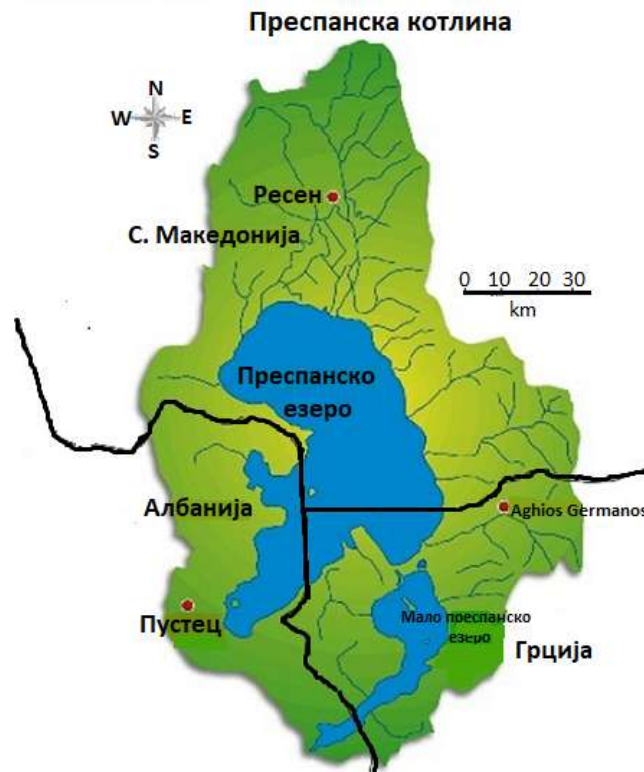 Преспанска котлина
N
W E
S
Ресен
С. Македонија
0 10 20 30
km
Преспанско
езеро
Албанија
Aghios Germanos
Пустец
Мало преспанско
езеро
Грција